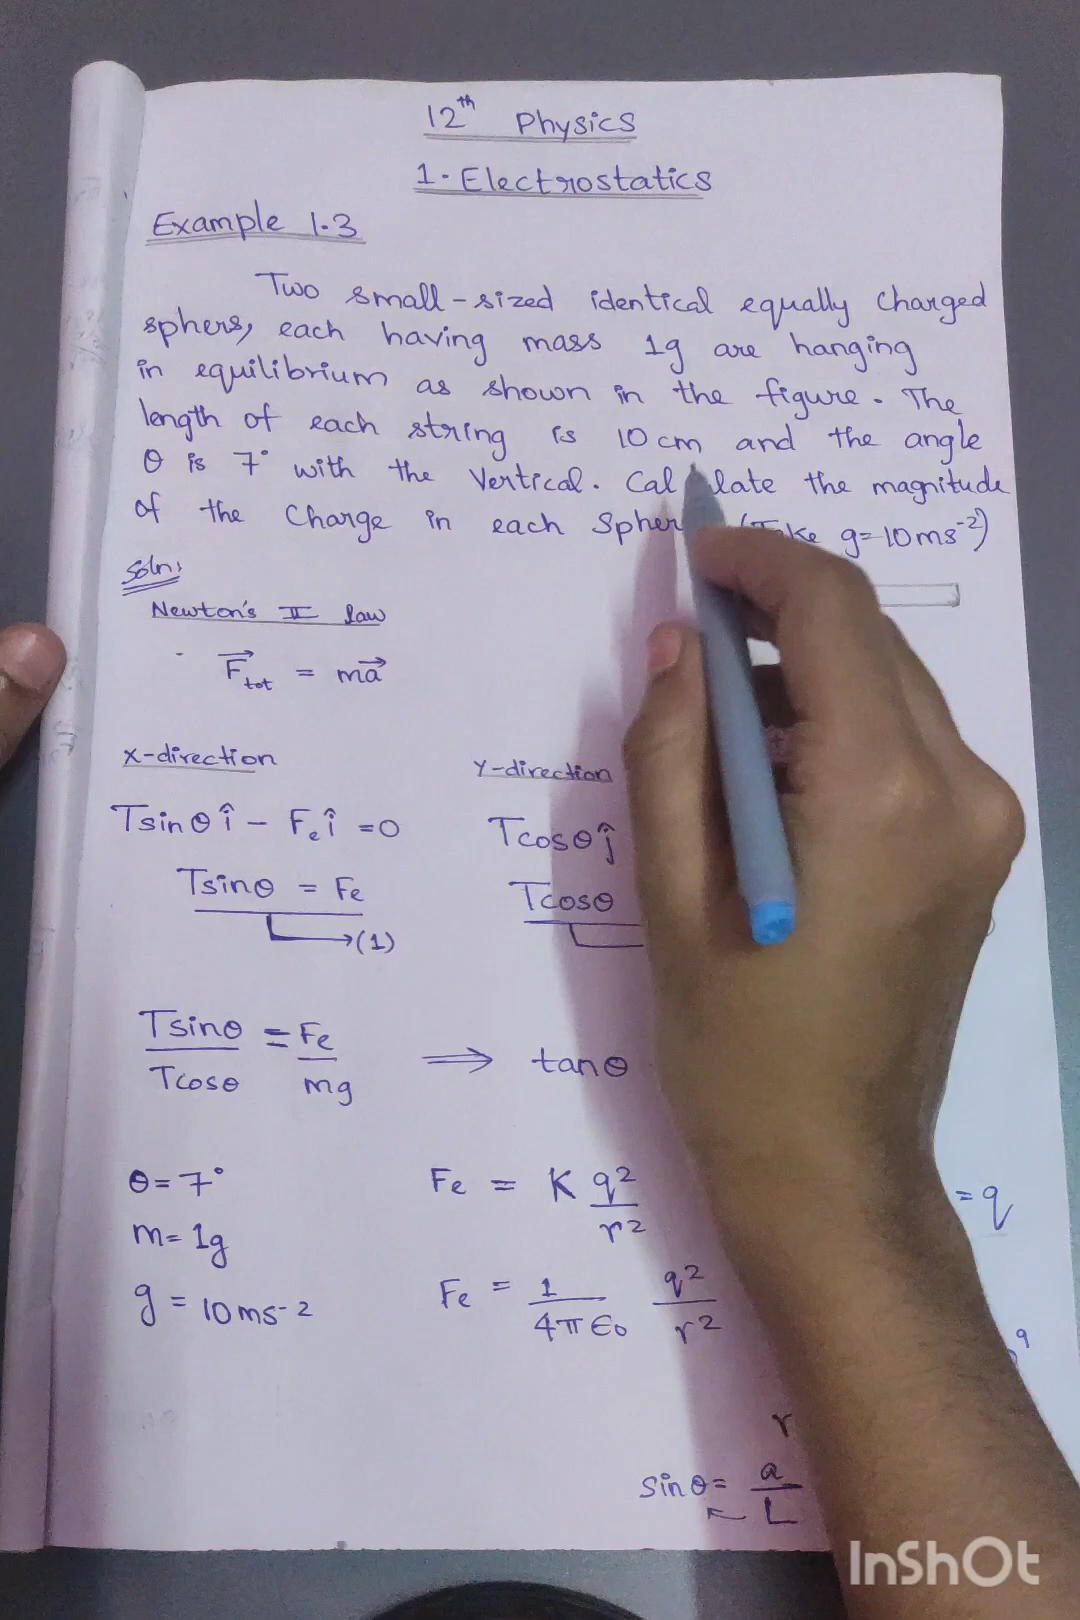 12th Physics
1. Electrostatics
Example 1.3
Two small-sized identical equally charged
sphers, each having mass 1g are hanging
in equilibrium as shown in the figure. The
length of each string is 10cm and the angle
θ is 7° with the vertical. Cal late the magnitude
of the charge in each Spher g=10ms⁻²)
Soln:
Newton's II law
F⃗tot = ma⃗
X-direction
Y-direction
Tsinθ î - Fe î = 0
Tcosθ ĵ
Tsinθ = Fe
Tcosθ
→(1)
Tsinθ/Tcosθ = Fe/mg ⟹ tanθ
θ = 7°
Fe = K q²/r²
= q
m = 1g
g = 10ms-2
Fe = 1/4πϵ₀ q²/r²
9
r
sinθ = a/L
InShOt